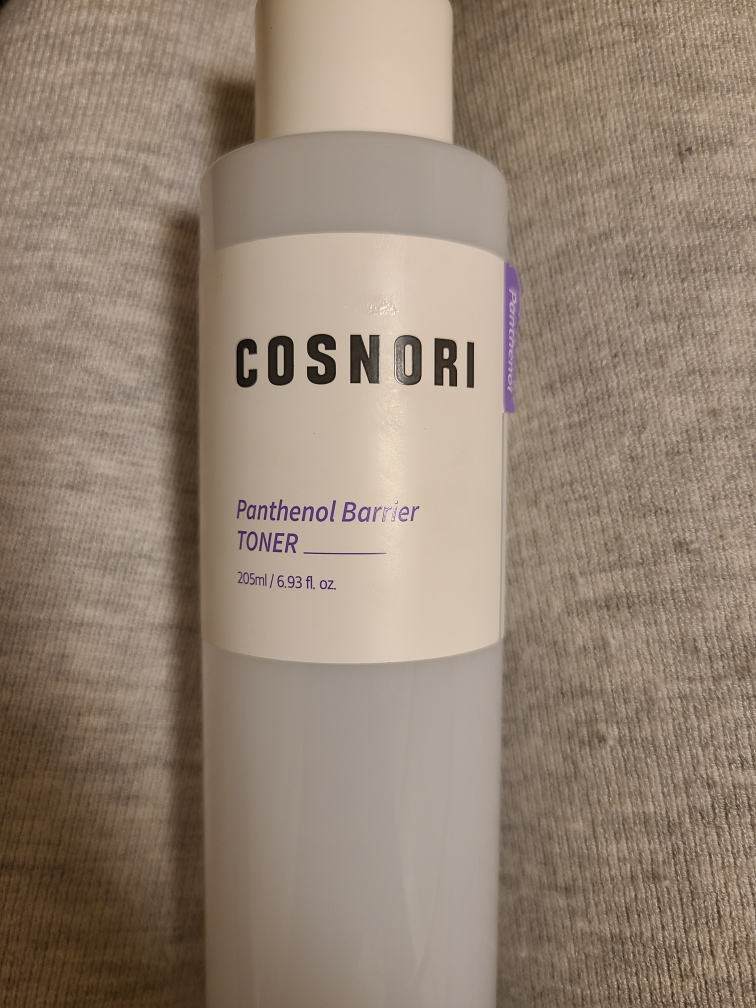 COSNORI
Panthenol
Panthenol Barrier
TONER
205ml / 6.93 fl. oz.